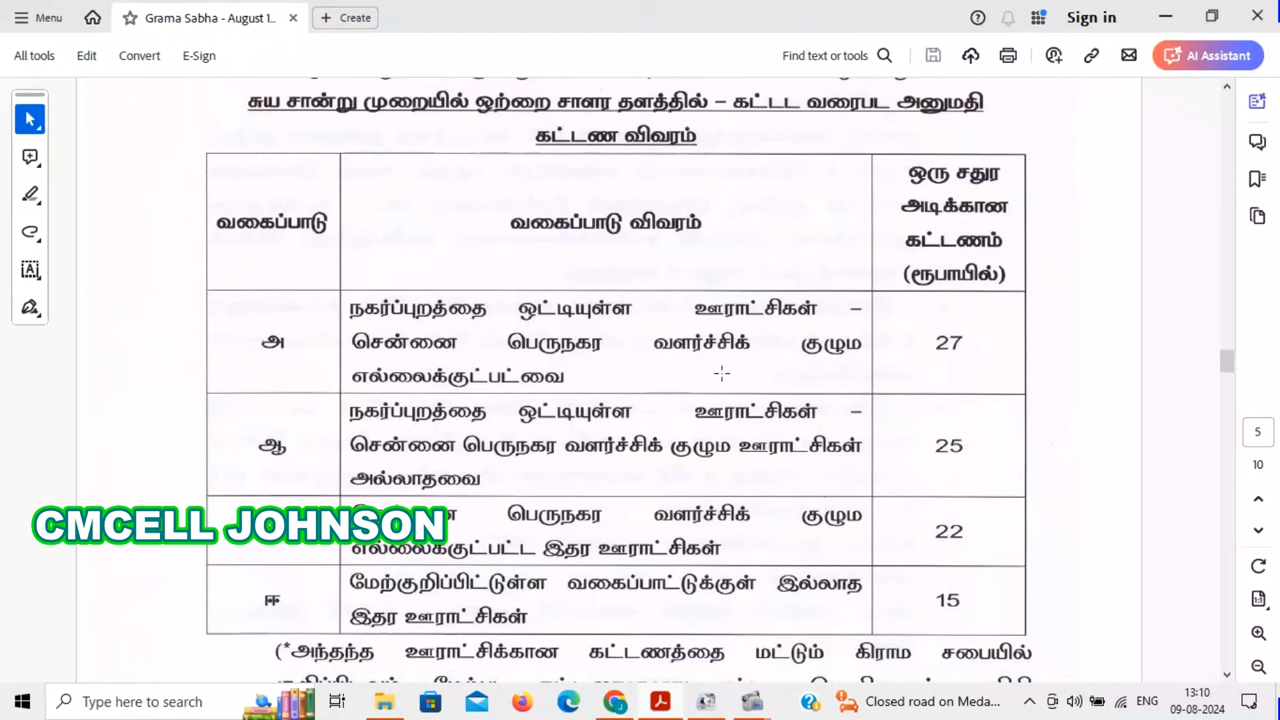 Menu
Grama Sabha - August 1...
Create
Sign in
All tools Edit Convert E-Sign
Find text or tools
AI Assistant
சுய சான்று முறையில் ஒற்றை சாளர தளத்தில் – கட்டட வரைபட அனுமதி
கட்டண விவரம்
வகைப்பாடு
வகைப்பாடு விவரம்
ஒரு சதுர
அடிக்கான
கட்டணம்
(ரூபாயில்)
அ
நகர்ப்புறத்தை ஒட்டியுள்ள ஊராட்சிகள் –
சென்னை பெருநகர வளர்ச்சிக் குழும
எல்லைக்குட்பட்வை
27
ஆ
நகர்ப்புறத்தை ஒட்டியுள்ள ஊராட்சிகள் –
சென்னை பெருநகர வளர்ச்சிக் குழும ஊராட்சிகள்
அல்லாதவை
25
பெருநகர வளர்ச்சிக் குழும
எல்லைக்குட்பட்ட இதர ஊராட்சிகள்
22
CMCELL JOHNSON
ஈ
மேற்குறிப்பிட்டுள்ள வகைப்பாட்டுக்குள் இல்லாத
இதர ஊராட்சிகள்
15
(*அந்தந்த ஊராட்சிக்கான கட்டணத்தை மட்டும் கிராம சபையில்
5
10
Type here to search
Closed road on Meda...
ENG
13:10
09-08-2024